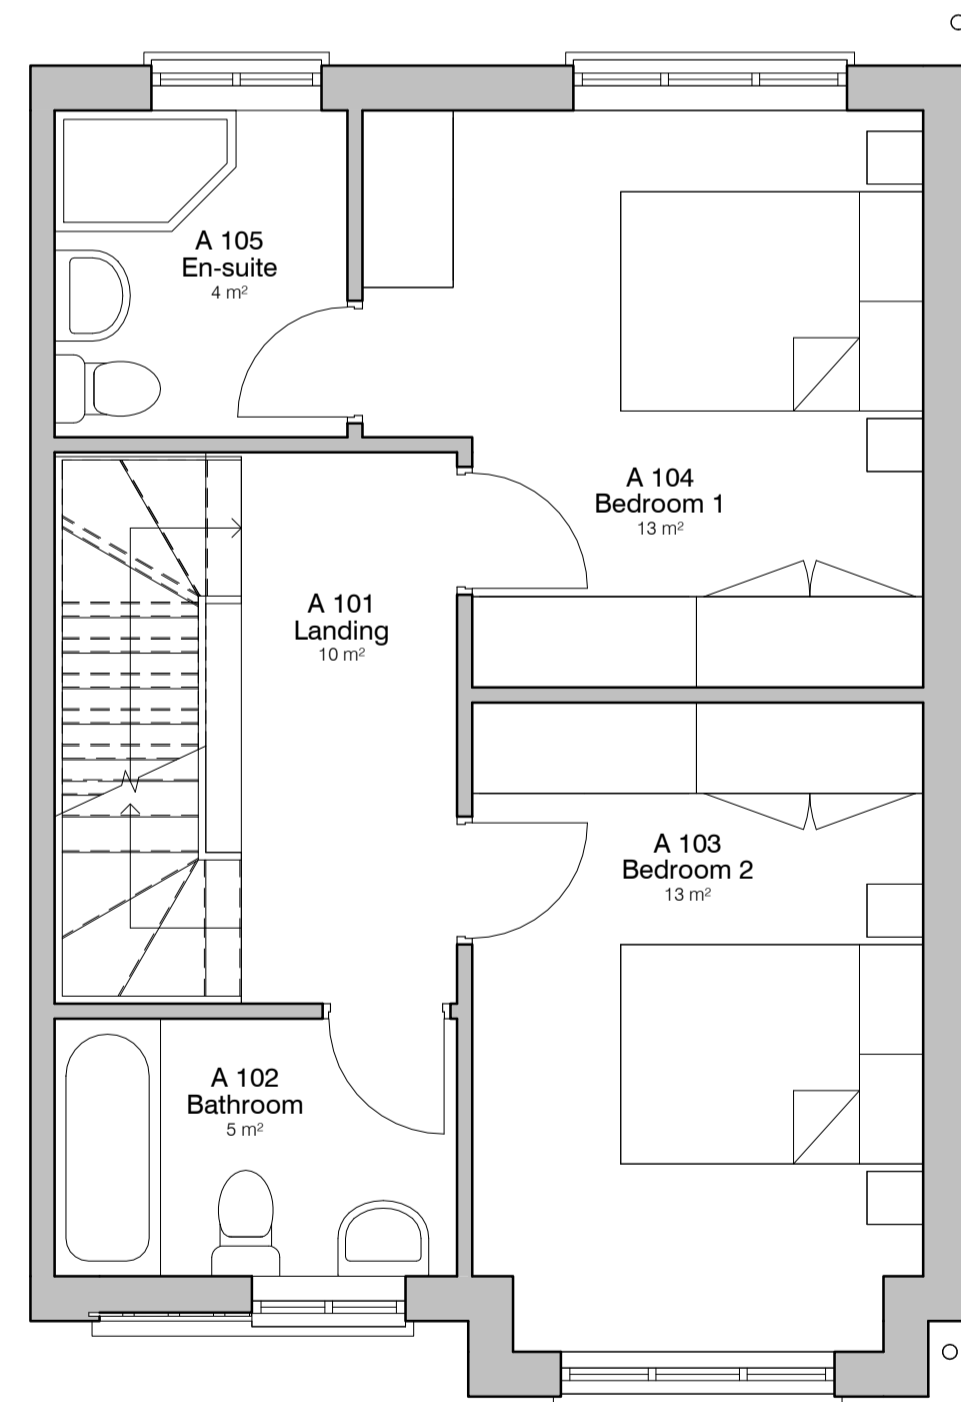 A 105
En-suite
4 m²
A 104
Bedroom 1
13 m²
A 101
Landing
10 m²
A 103
Bedroom 2
13 m²
A 102
Bathroom
5 m²